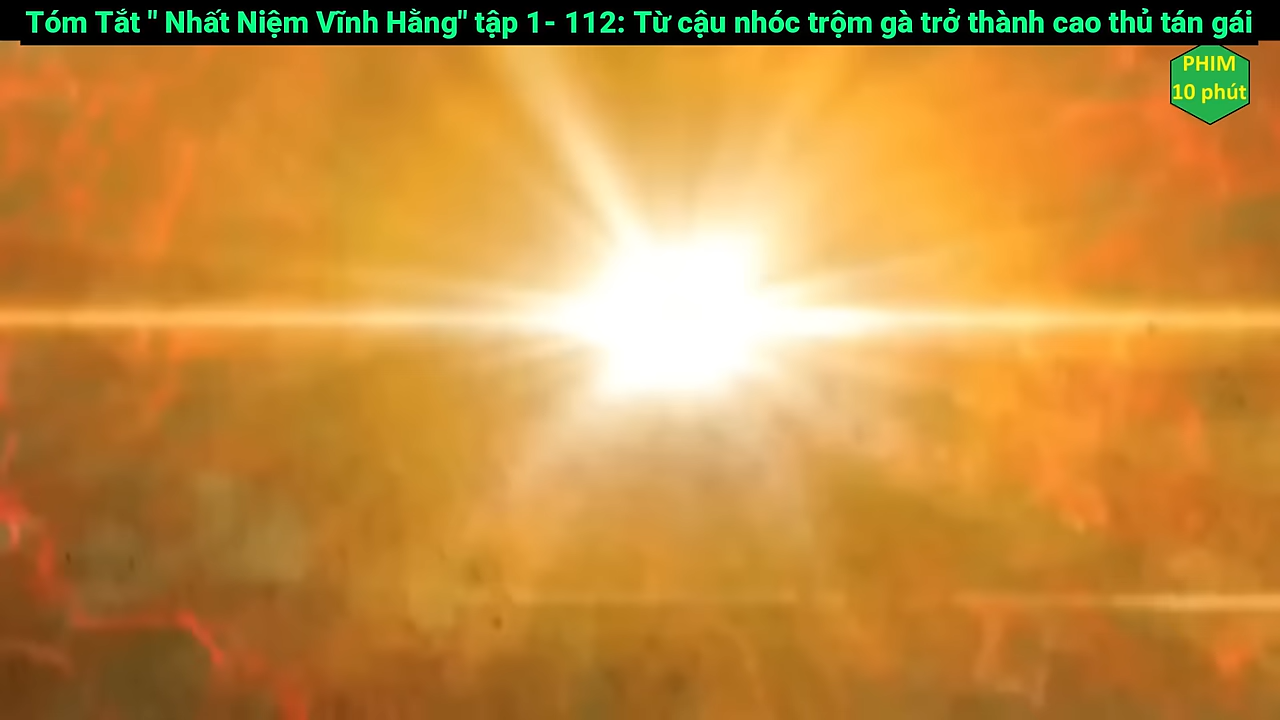 Tóm Tắt " Nhất Niệm Vĩnh Hằng" tập 1- 112: Từ cậu nhóc trộm gà trở thành cao thủ tán gái
PHIM
10 phút